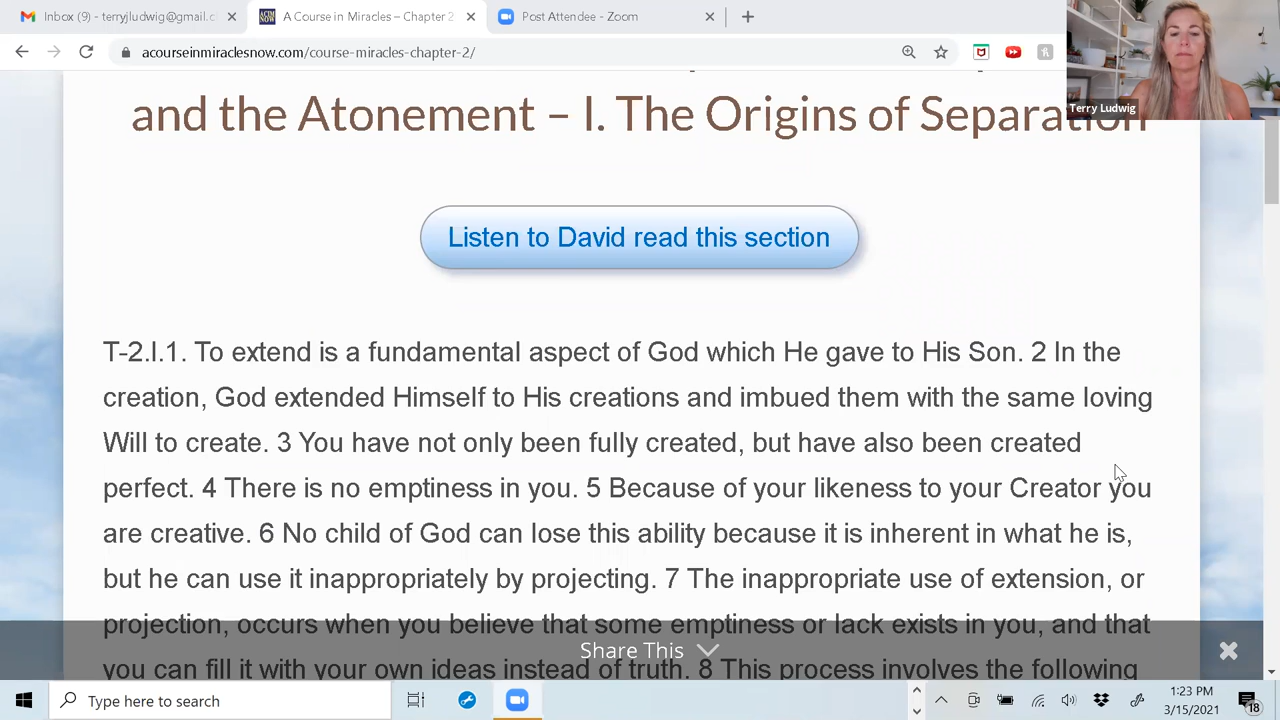 Inbox (9) - terryjludwig@gmail.c
A Course in Miracles – Chapter 2
Post Attendee - Zoom
acourseinmiraclesnow.com/course-miracles-chapter-2/
Terry Ludwig
and the Atonement – I. The Origins of Separation
Listen to David read this section
T-2.I.1. To extend is a fundamental aspect of God which He gave to His Son. 2 In the
creation, God extended Himself to His creations and imbued them with the same loving
Will to create. 3 You have not only been fully created, but have also been created
perfect. 4 There is no emptiness in you. 5 Because of your likeness to your Creator you
are creative. 6 No child of God can lose this ability because it is inherent in what he is,
but he can use it inappropriately by projecting. 7 The inappropriate use of extension, or
projection, occurs when you believe that some emptiness or lack exists in you, and that
Share This
you can fill it with your own ideas instead of truth. 8 This process involves the following
Type here to search
1:23 PM
3/15/2021
18